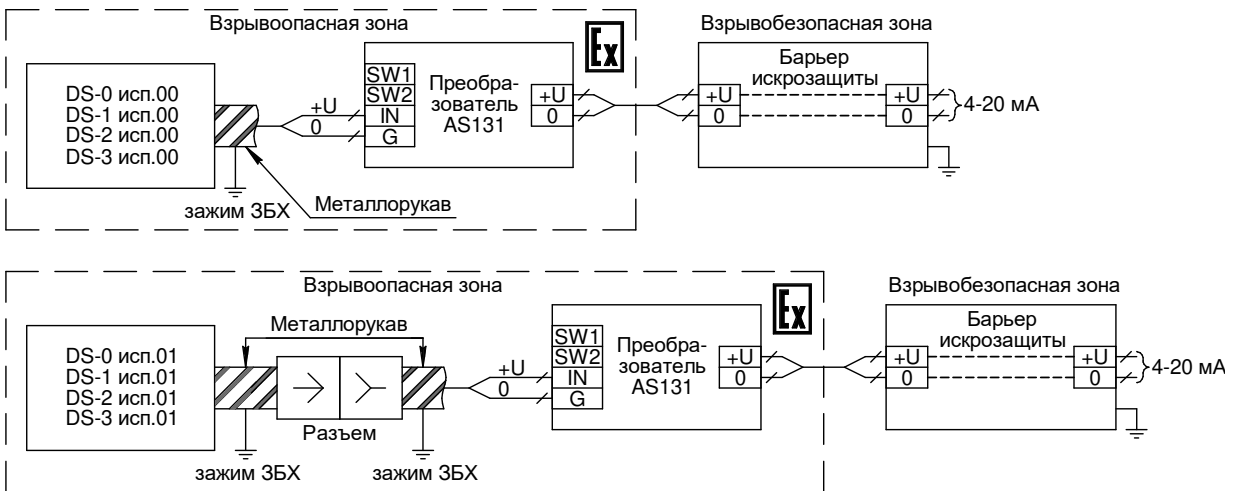 Взрывоопасная зона
Взрывобезопасная зона
DS-0 исп.00
DS-1 исп.00
DS-2 исп.00
DS-3 исп.00
зажим ЗБХ
Металлорукав
+U
0
SW1
SW2
IN
G
Преобра-
зователь
AS131
+U
0
Ex
Барьер
искрозащиты
+U
0
+U
0
4-20 мА
Взрывоопасная зона
Взрывобезопасная зона
DS-0 исп.01
DS-1 исп.01
DS-2 исп.01
DS-3 исп.01
Металлорукав
Разъем
зажим ЗБХ
зажим ЗБХ
+U
0
SW1
SW2
IN
G
Преобра-
зователь
AS131
+U
0
Ex
Барьер
искрозащиты
+U
0
+U
0
4-20 мА